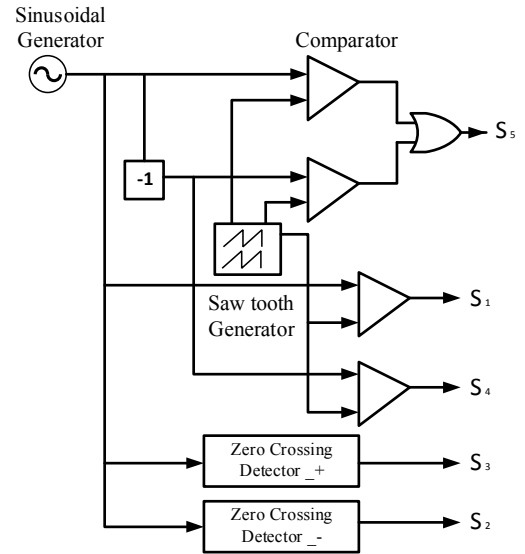 Sinusoidal
Generator
Comparator
S₅
-1
Saw tooth
Generator
S₁
S₄
Zero Crossing
Detector _+
S₃
Zero Crossing
Detector _-
S₂